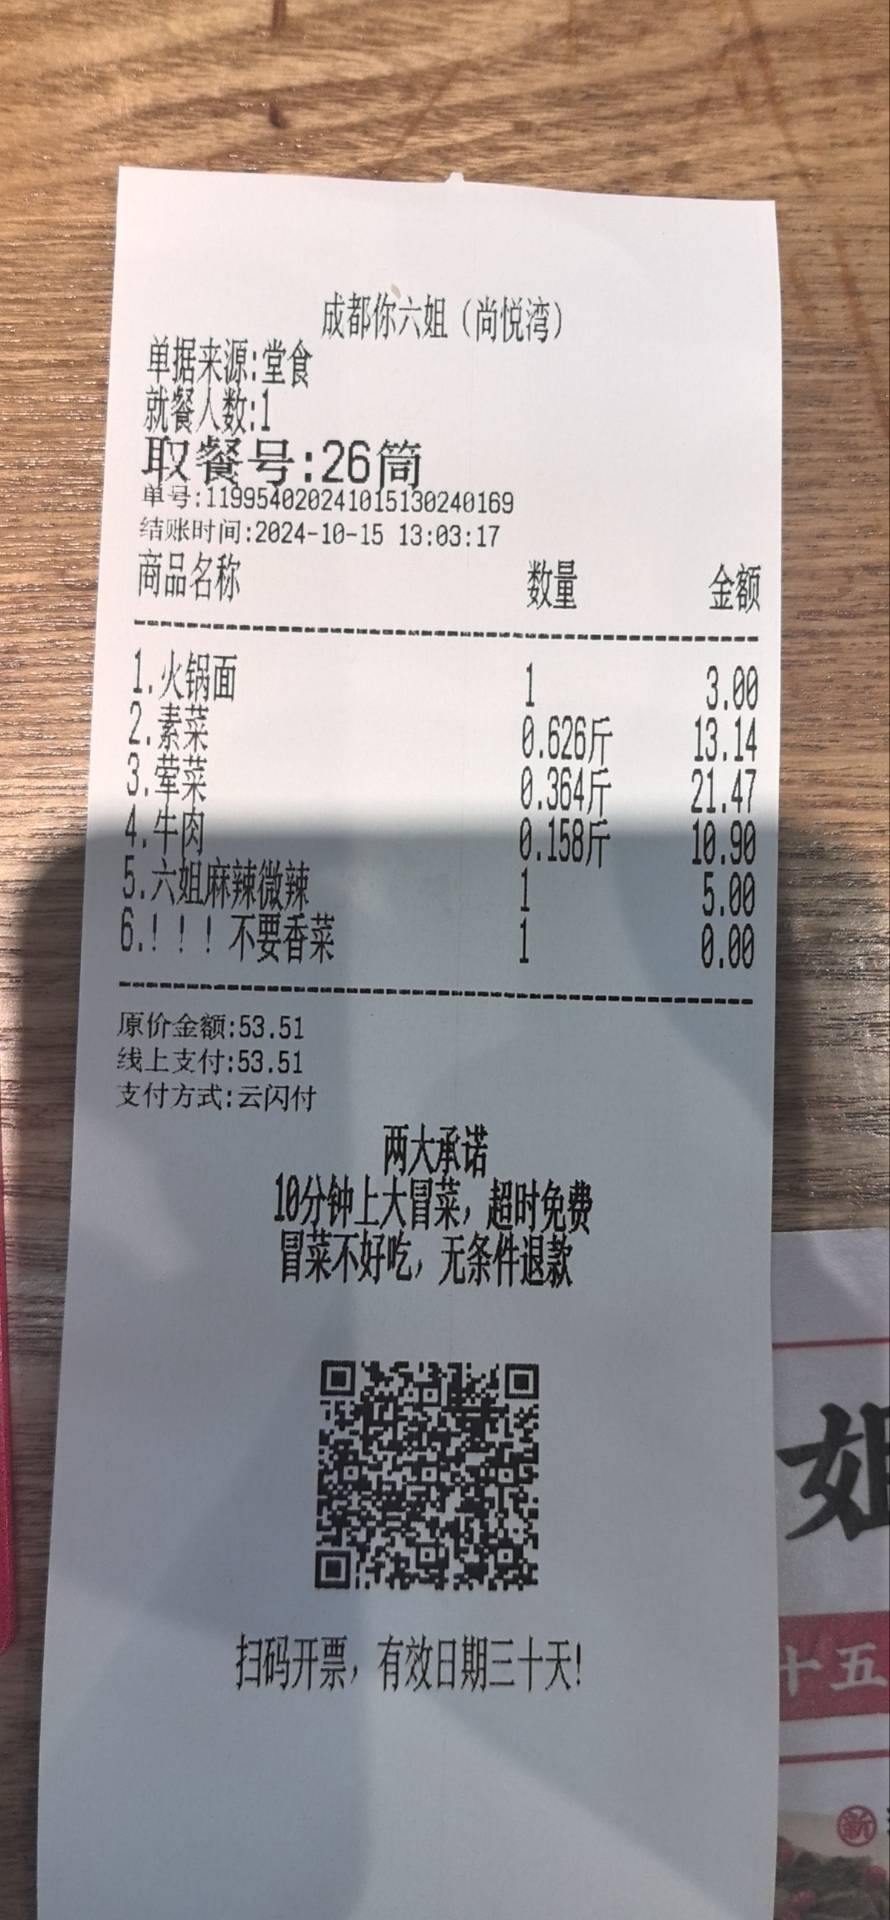 成都你六姐（尚悦湾）
单据来源:堂食
就餐人数:1
取餐号:26筒
单号:119954020241015130240169
结账时间:2024-10-15 13:03:17
商品名称 数量 金额
1.火锅面 1 3.00
2.素菜 0.626斤 13.14
3.荤菜 0.364斤 21.47
4.牛肉 0.158斤 10.90
5.六姐麻辣微辣 1 5.00
6.！！！不要香菜 1 0.00
原价金额:53.51
线上支付:53.51
支付方式:云闪付
两大承诺
10分钟上大冒菜，超时免费
冒菜不好吃，无条件退款
扫码开票，有效日期三十天!
姐
十五
新